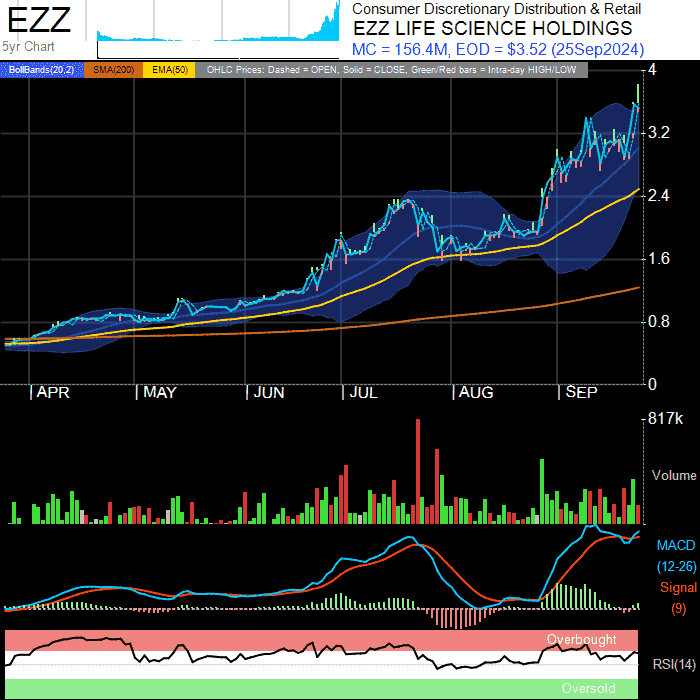 EZZ
5yr Chart
Consumer Discretionary Distribution & Retail
EZZ LIFE SCIENCE HOLDINGS
MC = 156.4M, EOD = $3.52 (25Sep2024)
BollBands(20,2) SMA(200) EMA(50) OHLC Prices: Dashed = OPEN, Solid = CLOSE, Green/Red bars = Intra-day HIGH/LOW
4
3.2
2.4
1.6
0.8
0
APR MAY JUN JUL AUG SEP
817k
Volume
MACD
(12-26)
Signal
(9)
Overbought
RSI(14)
Oversold